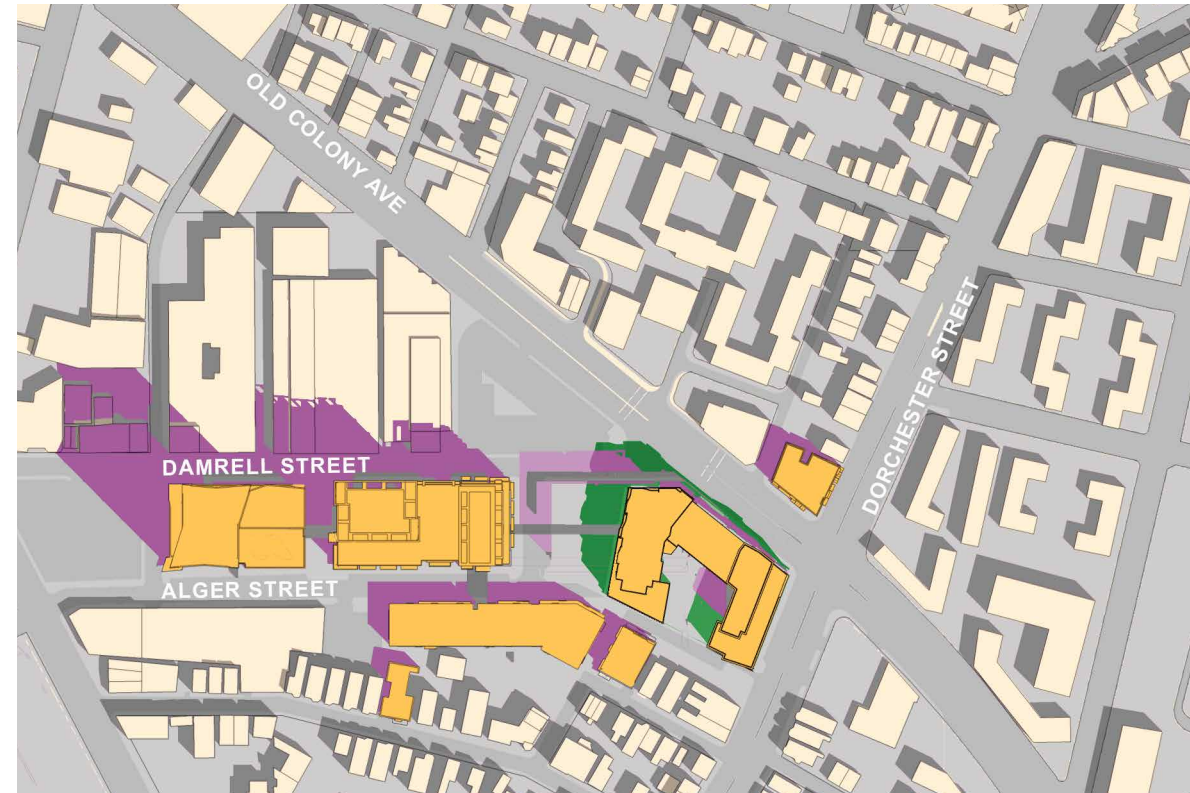 OLD COLONY AVE
DORCHESTER STREET
DAMRELL STREET
ALGER STREET